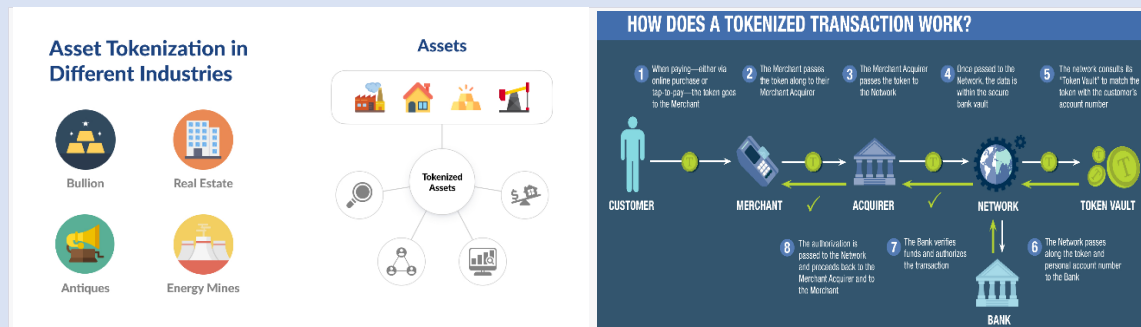 Asset Tokenization in
Different Industries
Bullion
Real Estate
Antiques
Energy Mines
Assets
Tokenized
Assets
HOW DOES A TOKENIZED TRANSACTION WORK?
1
When paying—either via
online purchase or
tap-to-pay—the token goes
to the Merchant
2
The Merchant passes
the token along to their
Merchant Acquirer
3
The Merchant Acquirer
passes the token to
the Network
4
Once passed to the
Network, the data is
within the secure
bank vault
5
The network consults its
"Token Vault" to match the
token with the customer's
account number
T
T
T
T
T
T
CUSTOMER
MERCHANT
ACQUIRER
NETWORK
TOKEN VAULT
8
The authorization is
passed to the Network
and proceeds back to the
Merchant Acquirer and to
the Merchant
7
The Bank verifies
funds and authorizes
the transaction
6
The Network passes
along the token and
personal account number
to the Bank
BANK